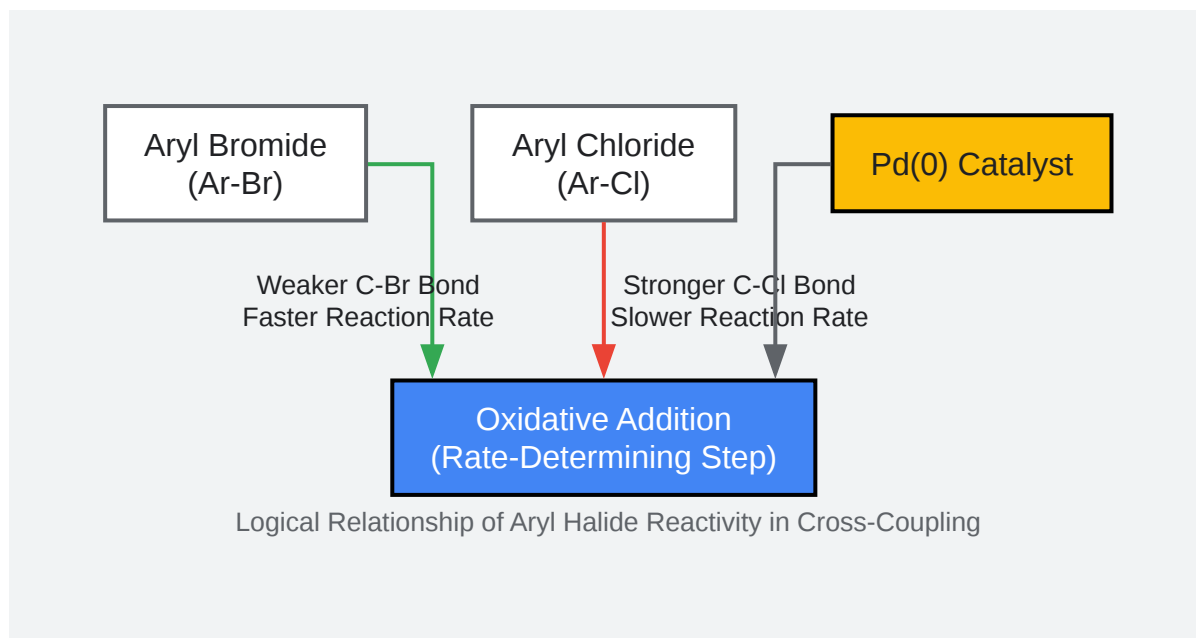 Aryl Bromide
(Ar-Br)
Aryl Chloride
(Ar-Cl)
Pd(0) Catalyst
Weaker C-Br Bond
Faster Reaction Rate
Stronger C-Cl Bond
Slower Reaction Rate
Oxidative Addition
(Rate-Determining Step)
Logical Relationship of Aryl Halide Reactivity in Cross-Coupling